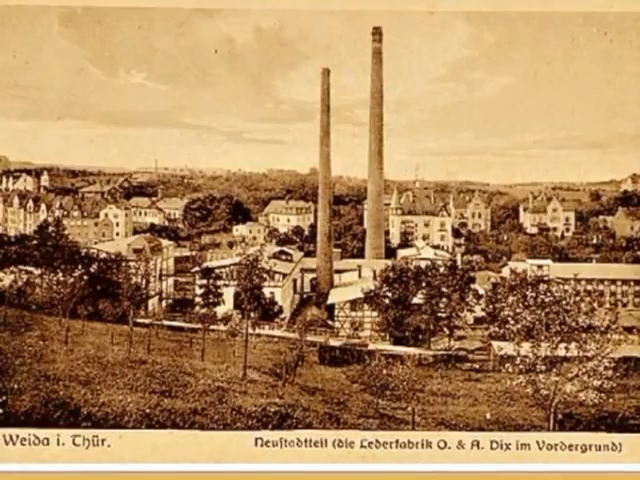 Weida i. Thür. Neustadtteil (die Lederfabrik O. & A. Dix im Vordergrund)